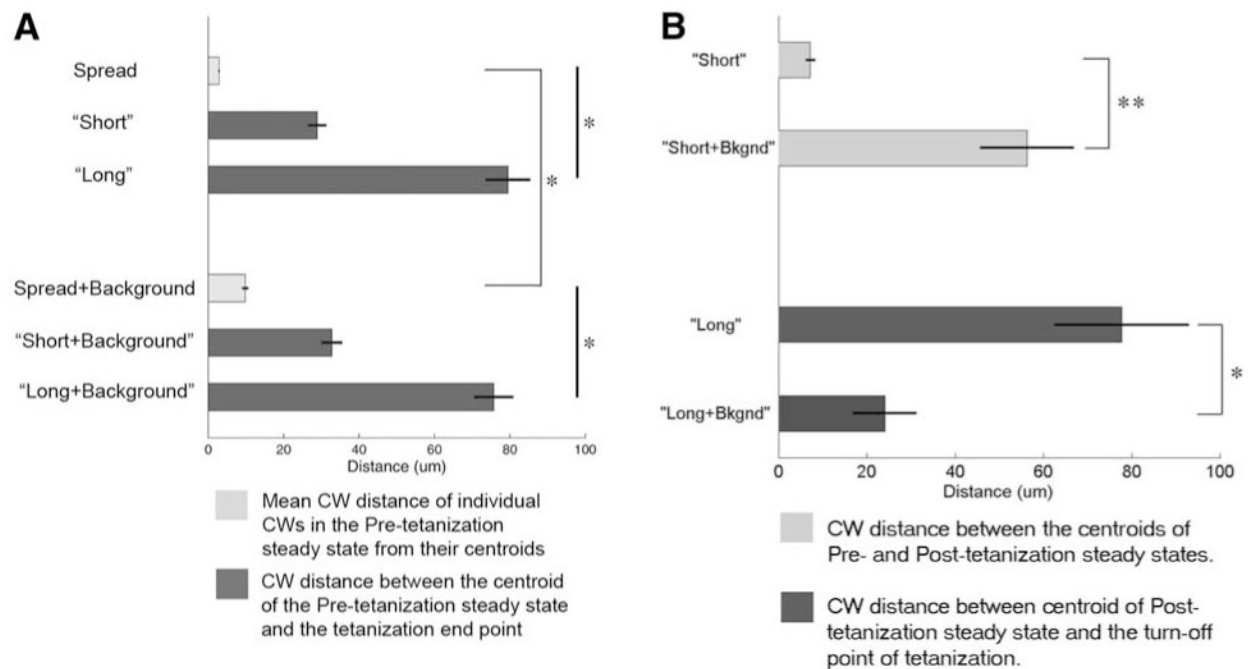 A
Spread
“Short”
“Long”
Spread+Background
“Short+Background”
“Long+Background”
*
*
*
0 20 40 60 80 100
Distance (um)
Mean CW distance of individual
CWs in the Pre-tetanization
steady state from their centroids
CW distance between the centroid
of the Pre-tetanization steady state
and the tetanization end point
B
"Short"
"Short+Bkgnd"
"Long"
"Long+Bkgnd"
**
*
0 20 40 60 80 100
Distance (um)
CW distance between the centroids of
Pre- and Post-tetanization steady states.
CW distance between centroid of Post-
tetanization steady state and the turn-off
point of tetanization.